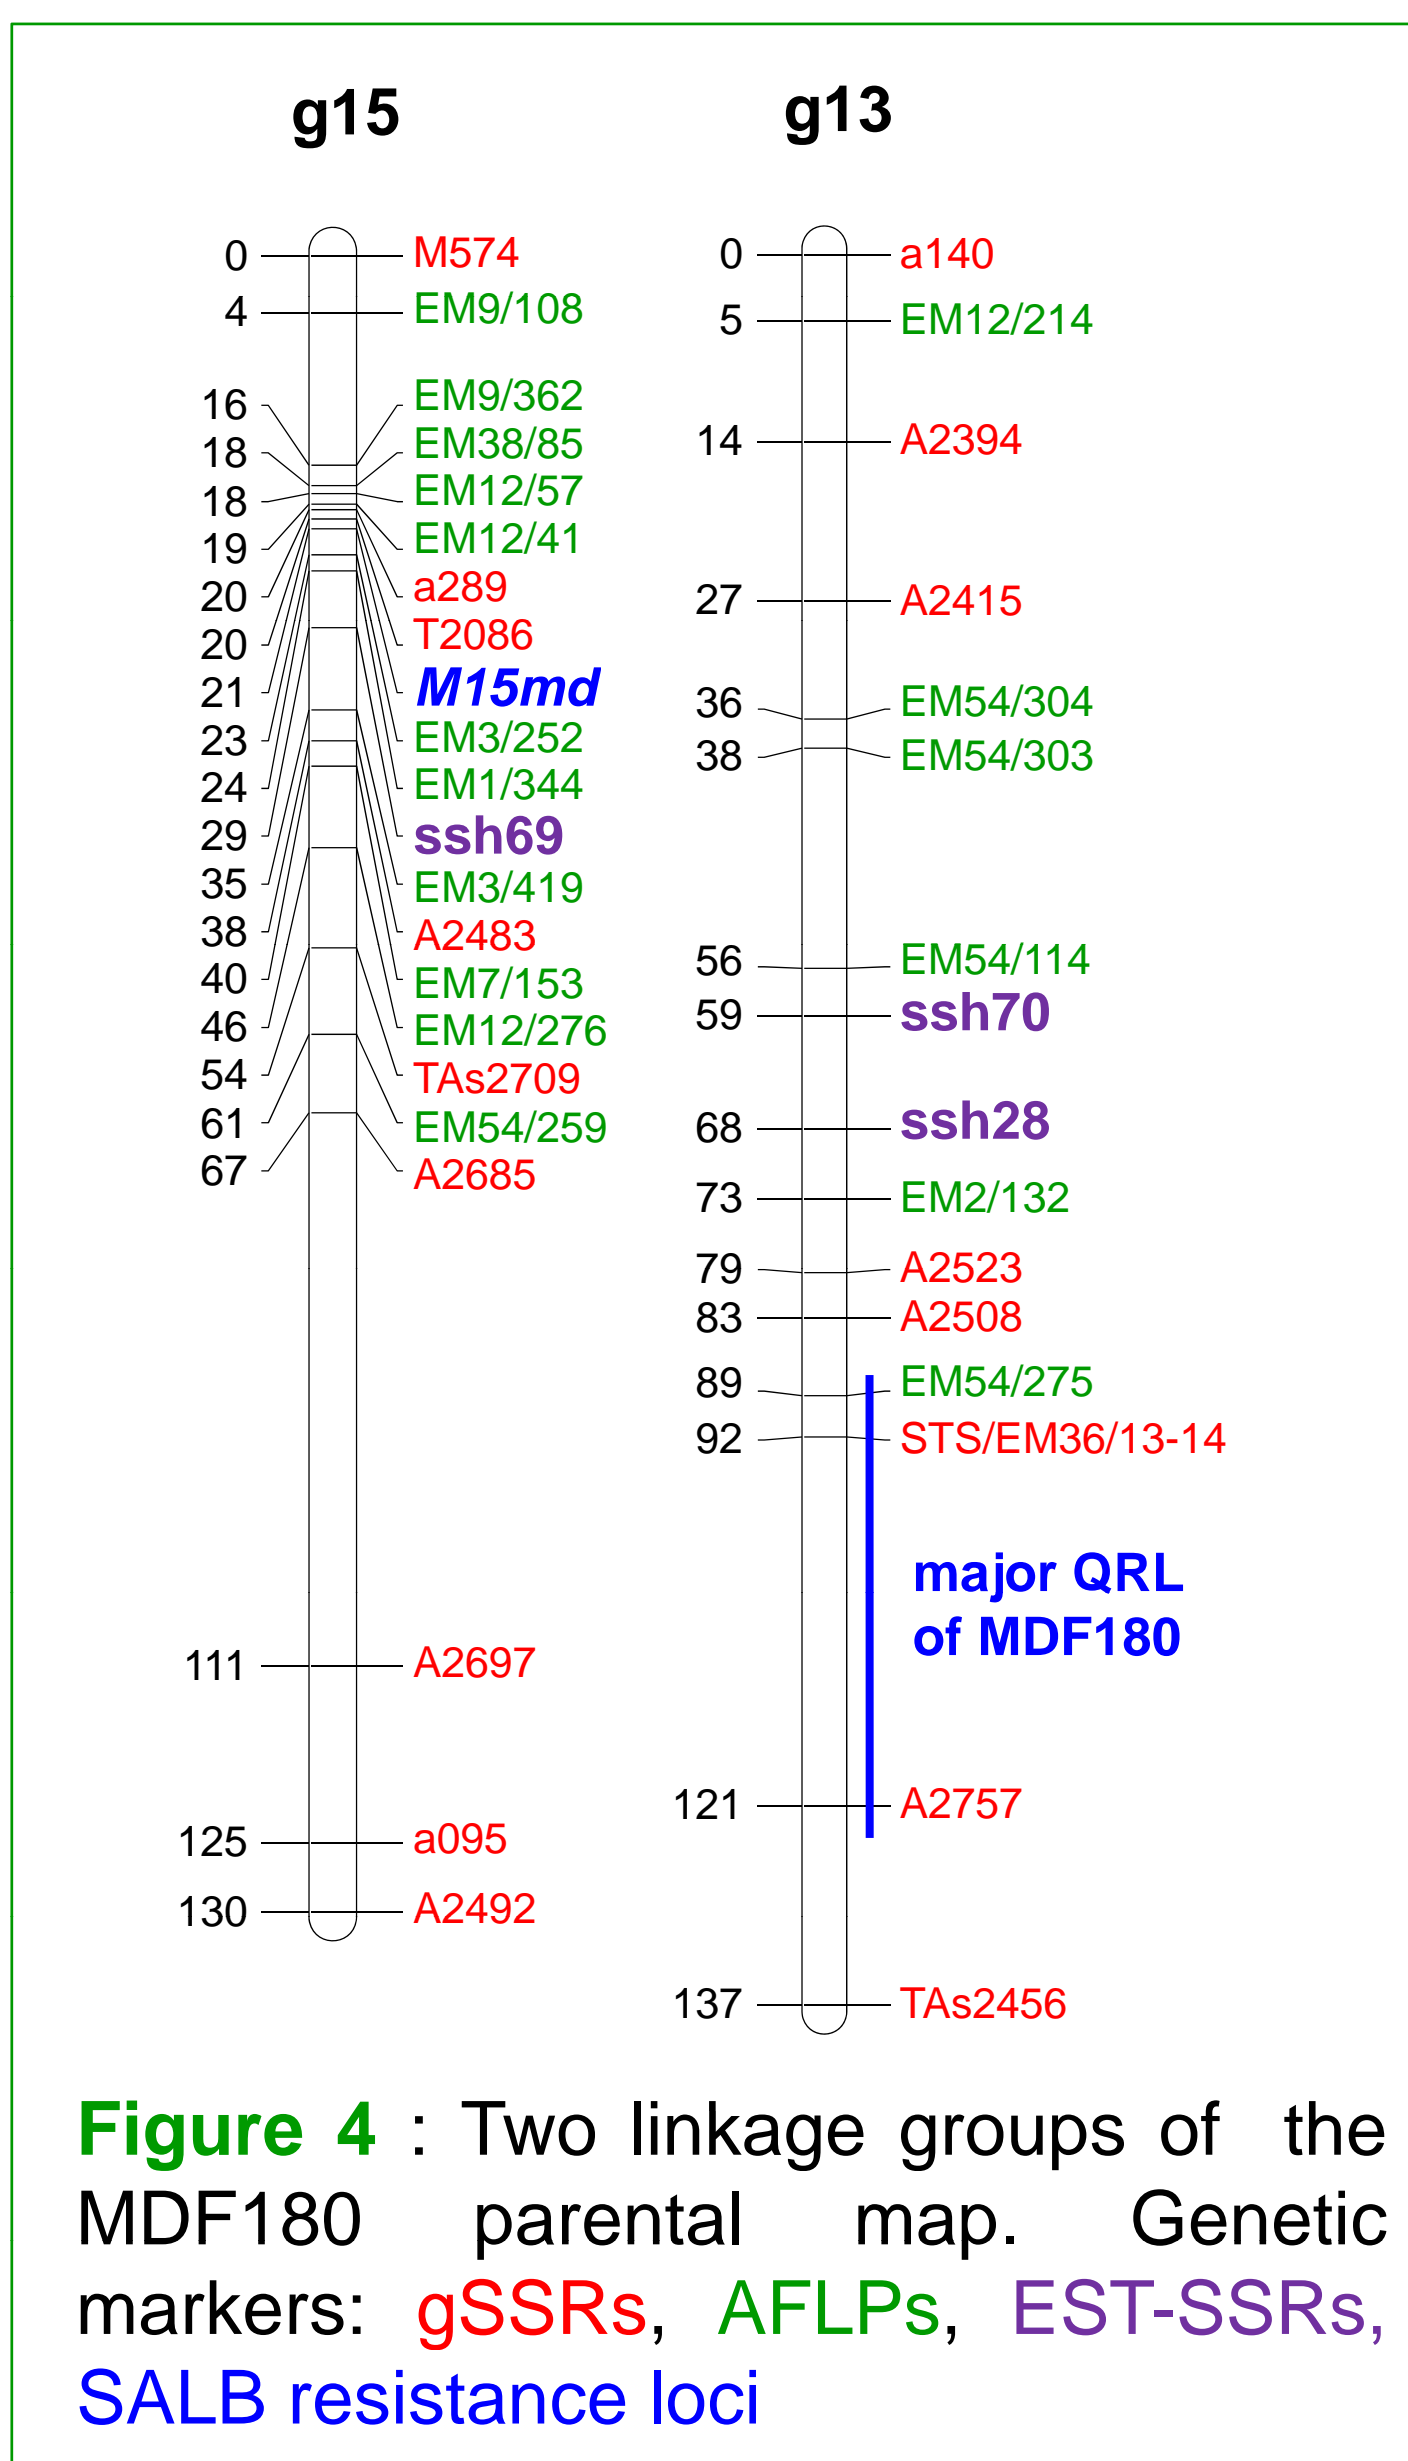 g15
0 M574
4 EM9/108
16 EM9/362
18 EM38/85
18 EM12/57
19 EM12/41
20 a289
20 T2086
21 M15md
23 EM3/252
24 EM1/344
29 ssh69
35 EM3/419
38 A2483
40 EM7/153
46 EM12/276
54 TAs2709
61 EM54/259
67 A2685
111 A2697
125 a095
130 A2492
g13
0 a140
5 EM12/214
14 A2394
27 A2415
36 EM54/304
38 EM54/303
56 EM54/114
59 ssh70
68 ssh28
73 EM2/132
79 A2523
83 A2508
89 EM54/275
92 STS/EM36/13-14
major QRL
of MDF180
121 A2757
137 TAs2456
Figure 4 : Two linkage groups of the
MDF180 parental map. Genetic
markers: gSSRs, AFLPs, EST-SSRs,
SALB resistance loci